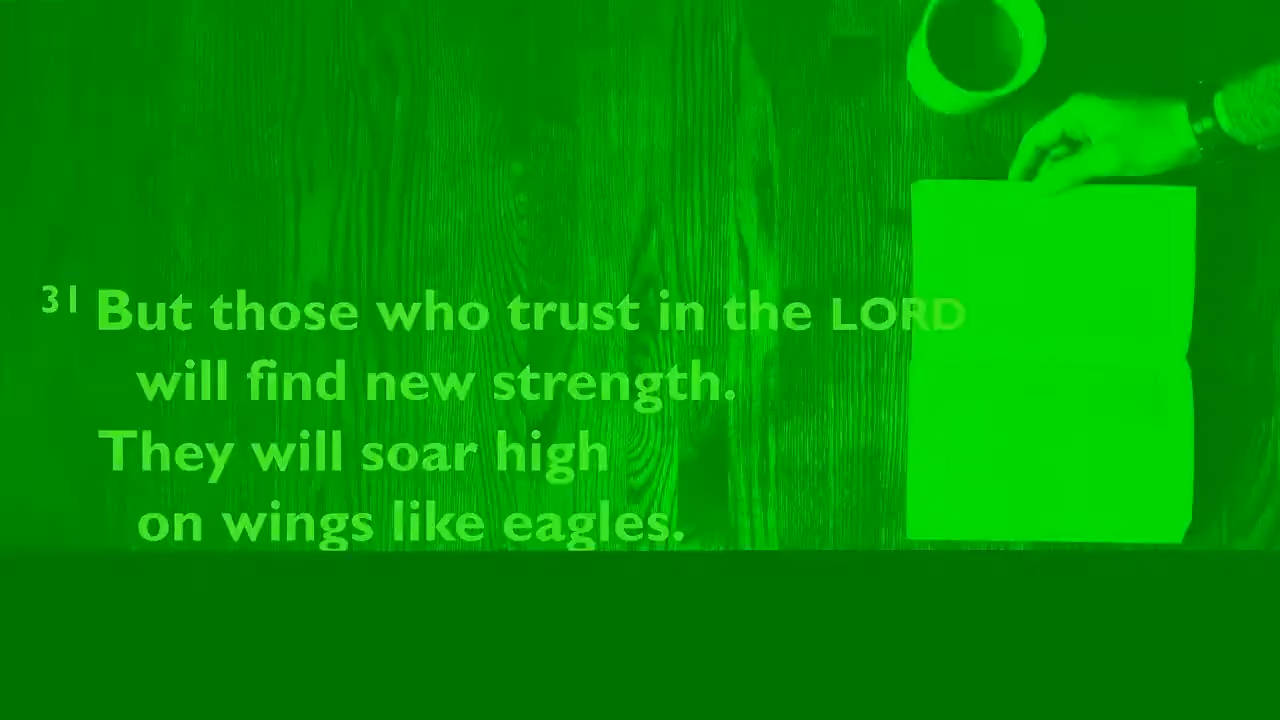 31 But those who trust in the LORD
will find new strength.
They will soar high
on wings like eagles.